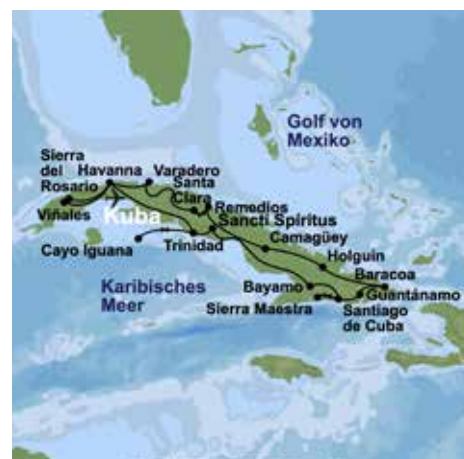 Golf von
Mexiko
Sierra
del
Rosario
Havanna
Varadero
Santa
Clara
Viñales
Kuba
Remedios
Sancti Spiritus
Cayo Iguana
Trinidad
Camagüey
Holguin
Karibisches
Meer
Bayamo
Baracoa
Guantánamo
Sierra Maestra
Santiago
de Cuba